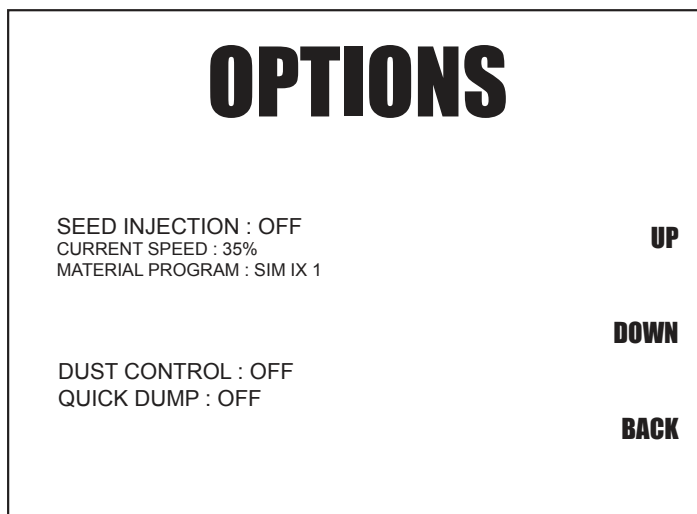 OPTIONS
SEED INJECTION : OFF
CURRENT SPEED : 35%
MATERIAL PROGRAM : SIM IX 1
UP
DOWN
DUST CONTROL : OFF
QUICK DUMP : OFF
BACK